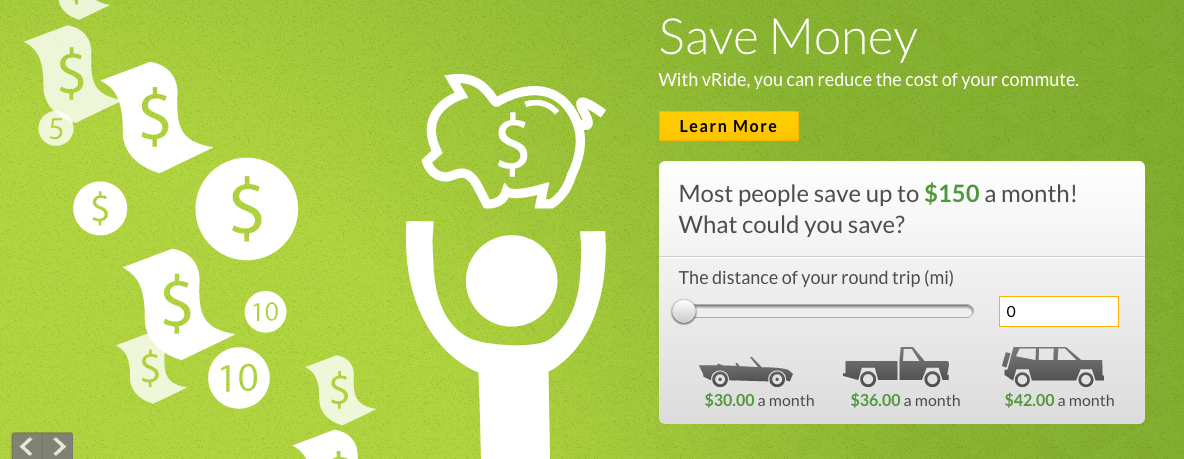 Save Money
With vRide, you can reduce the cost of your commute.
Learn More
Most people save up to $150 a month!
What could you save?
The distance of your round trip (mi)
0
$30.00 a month
$36.00 a month
$42.00 a month
$
$
5
$
$
$
$
10
$
10
$